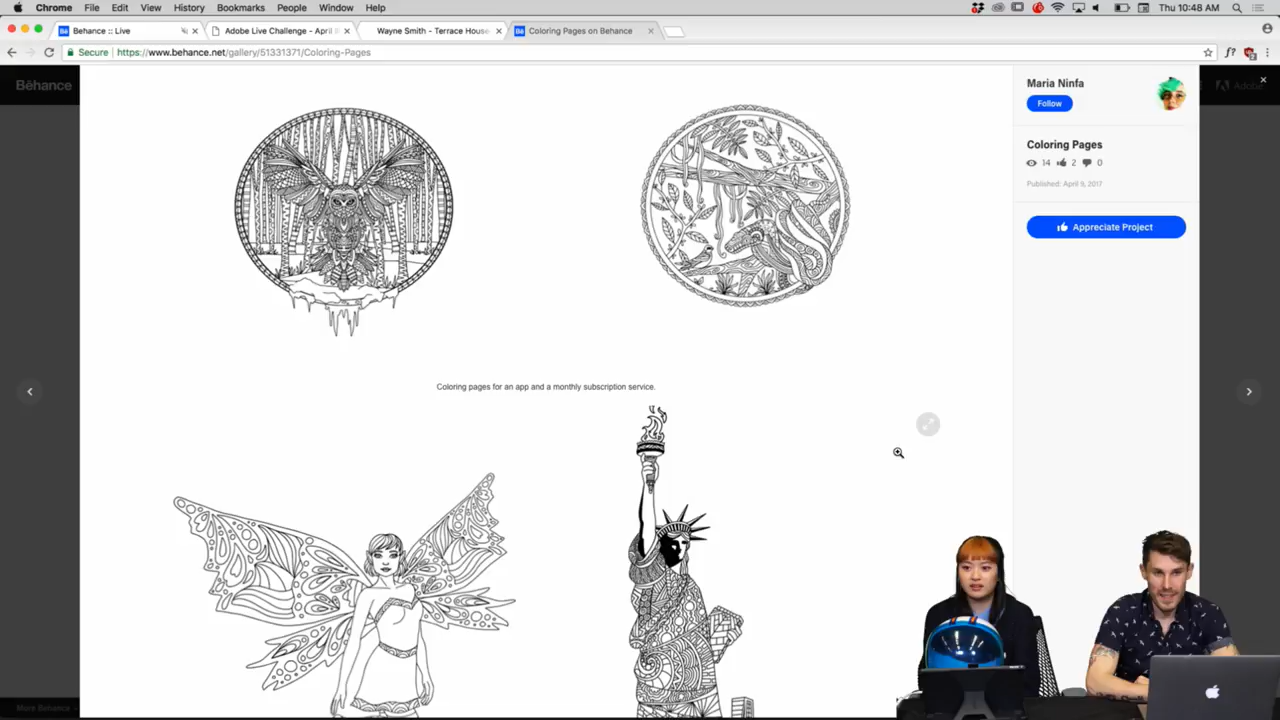 Chrome File Edit View History Bookmarks People Window Help Thu 10:48 AM
Behance :: Live Adobe Live Challenge - April Wayne Smith - Terrace House Coloring Pages on Behance
Secure https://www.behance.net/gallery/51331371/Coloring-Pages
Bēhance
Adobe
Maria Ninfa
Follow
Coloring Pages
14 2 0
Published: April 9, 2017
Appreciate Project
Coloring pages for an app and a monthly subscription service.
More Behance